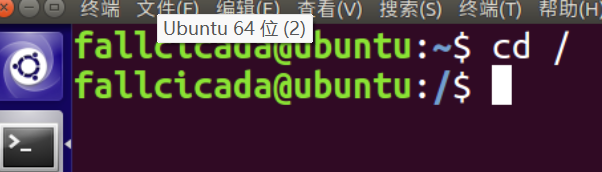 终端 文件(F) 编辑(E) 查看(V) 搜索(S) 终端(T) 帮助(H)
Ubuntu 64 位 (2)
fallcicada@ubuntu:~$ cd /
fallcicada@ubuntu:/$
>_